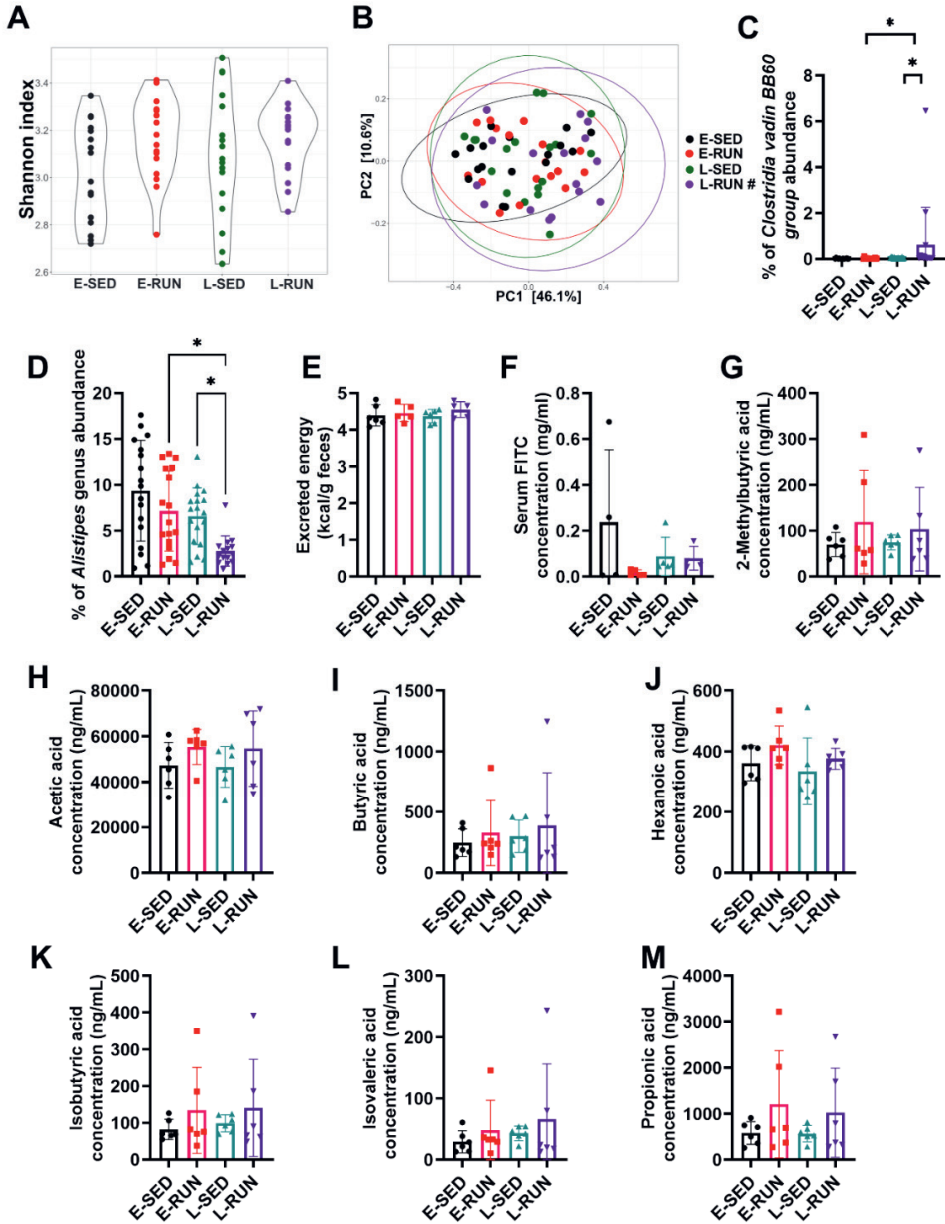 A
Shannon index
3.4
3.2
3.0
2.8
2.6
E-SED E-RUN L-SED L-RUN
B
PC2 [10.6%]
0.2
0.0
-0.2
-0.4 0.0 0.4
PC1 [46.1%]
E-SED
E-RUN
L-SED
L-RUN #
C
% of Clostridia vadin BB60
group abundance
8
6
4
2
0
*
*
E-SED E-RUN L-SED L-RUN
D
% of Alistipes genus abundance
20
15
10
5
0
*
*
E-SED E-RUN L-SED L-RUN
E
Excreted energy
(kcal/g feces)
5
4
3
2
1
0
E-SED E-RUN L-SED L-RUN
F
Serum FITC
concentration (mg/ml)
0.8
0.6
0.4
0.2
0.0
E-SED E-RUN L-SED L-RUN
G
2-Methylbutyric acid
concentration (ng/mL)
400
300
200
100
0
E-SED E-RUN L-SED L-RUN
H
Acetic acid
concentration (ng/mL)
80000
60000
40000
20000
0
E-SED E-RUN L-SED L-RUN
I
Butyric acid
concentration (ng/mL)
1500
1000
500
0
E-SED E-RUN L-SED L-RUN
J
Hexanoic acid
concentration (ng/mL)
600
400
200
0
E-SED E-RUN L-SED L-RUN
K
Isobutyric acid
concentration (ng/mL)
500
400
300
200
100
0
E-SED E-RUN L-SED L-RUN
L
Isovaleric acid
concentration (ng/mL)
300
200
100
0
E-SED E-RUN L-SED L-RUN
M
Propionic acid
concentration (ng/mL)
4000
3000
2000
1000
0
E-SED E-RUN L-SED L-RUN